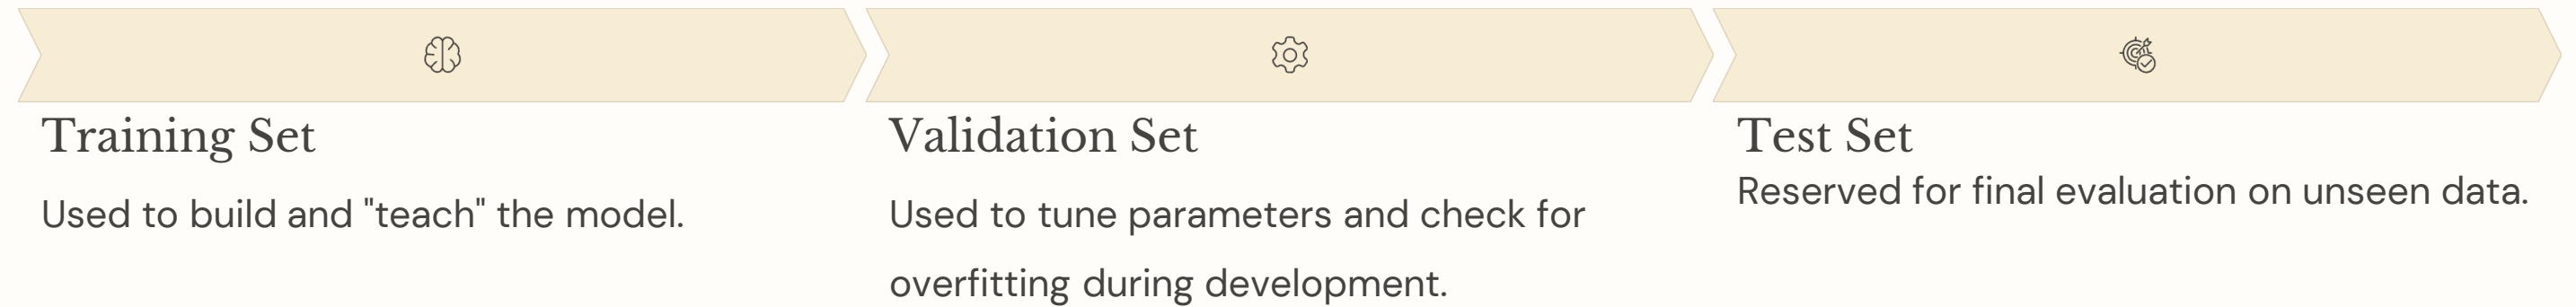 Training Set
Used to build and "teach" the model.
Validation Set
Used to tune parameters and check for
overfitting during development.
Test Set
Reserved for final evaluation on unseen data.